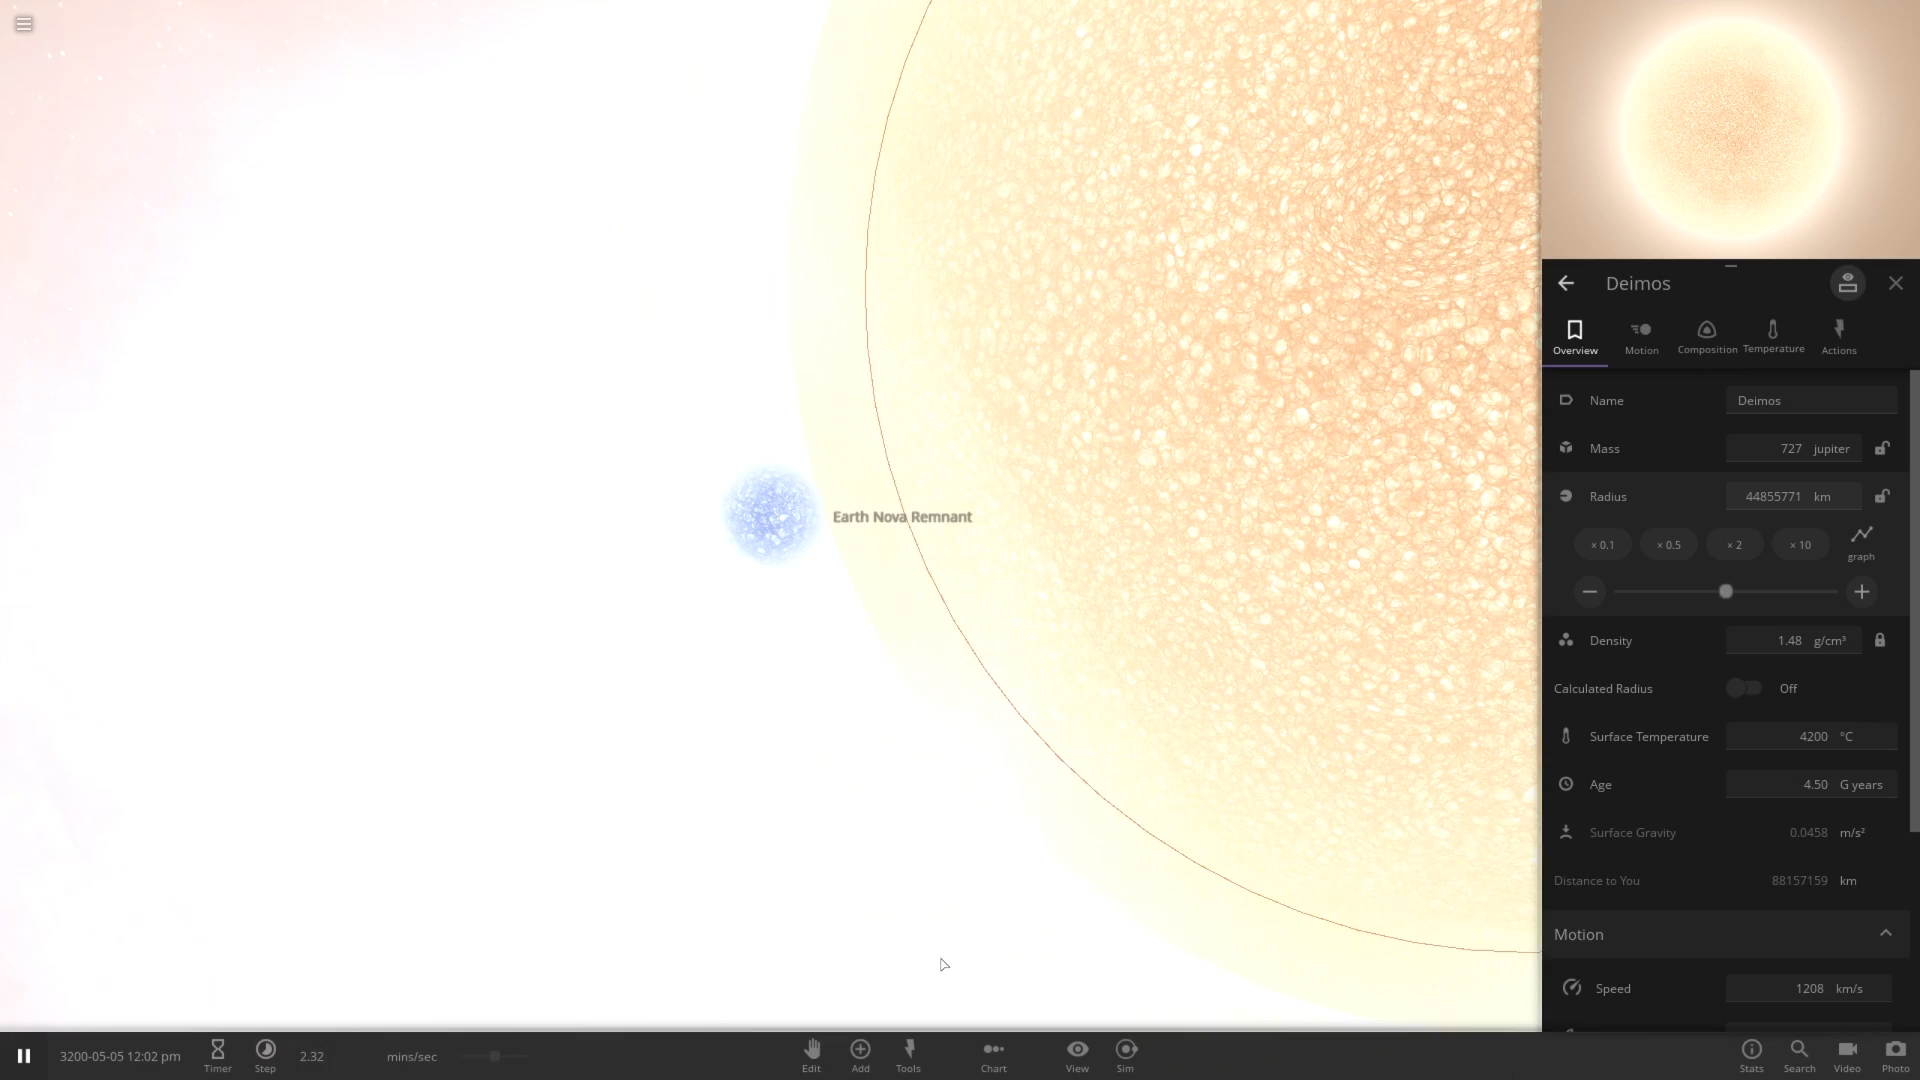 Earth Nova Remnant
Deimos
Overview
Motion
Composition
Temperature
Actions
Name Deimos
Mass 727 jupiter
Radius 44855771 km
× 0.1 × 0.5 × 2 × 10 graph
Density 1.48 g/cm³
Calculated Radius Off
Surface Temperature 4200 °C
Age 4.50 G years
Surface Gravity 0.0458 m/s²
Distance to You 88157159 km
Motion
Speed 1208 km/s
3200-05-05 12:02 pm
Timer
Step
2.32 mins/sec
Edit
Add
Tools
Chart
View
Sim
Stats
Search
Video
Photo